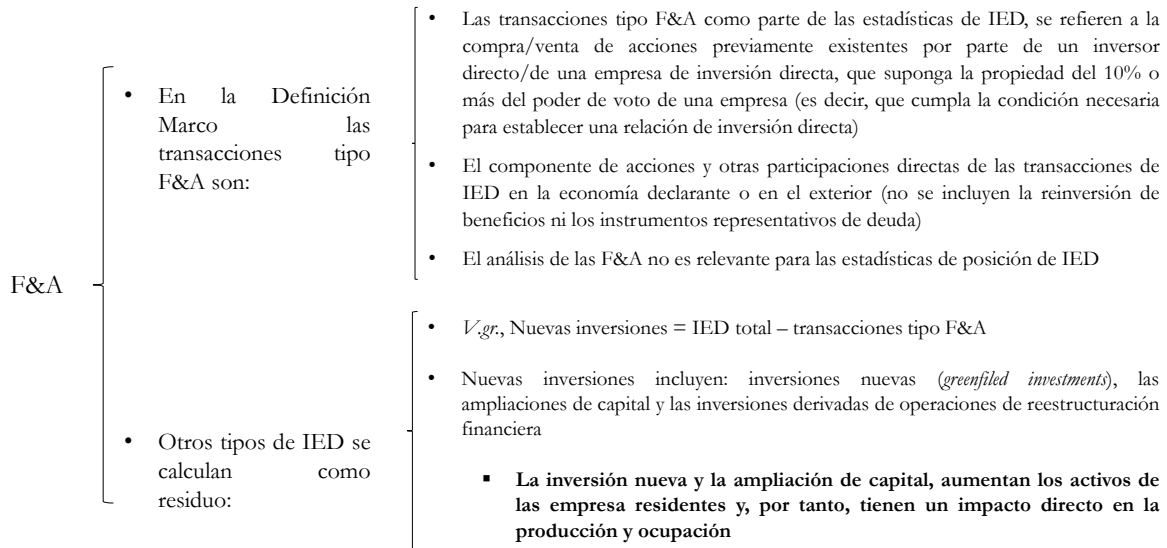 F&A
• En la Definición
Marco las
transacciones tipo
F&A son:
• Las transacciones tipo F&A como parte de las estadísticas de IED, se refieren a la
compra/venta de acciones previamente existentes por parte de un inversor
directo/de una empresa de inversión directa, que suponga la propiedad del 10% o
más del poder de voto de una empresa (es decir, que cumpla la condición necesaria
para establecer una relación de inversión directa)
• El componente de acciones y otras participaciones directas de las transacciones de
IED en la economía declarante o en el exterior (no se incluyen la reinversión de
beneficios ni los instrumentos representativos de deuda)
• El análisis de las F&A no es relevante para las estadísticas de posición de IED
• Otros tipos de IED se
calculan como
residuo:
• V.gr., Nuevas inversiones = IED total – transacciones tipo F&A
• Nuevas inversiones incluyen: inversiones nuevas (greenfiled investments), las
ampliaciones de capital y las inversiones derivadas de operaciones de reestructuración
financiera
▪ La inversión nueva y la ampliación de capital, aumentan los activos de
las empresa residentes y, por tanto, tienen un impacto directo en la
producción y ocupación